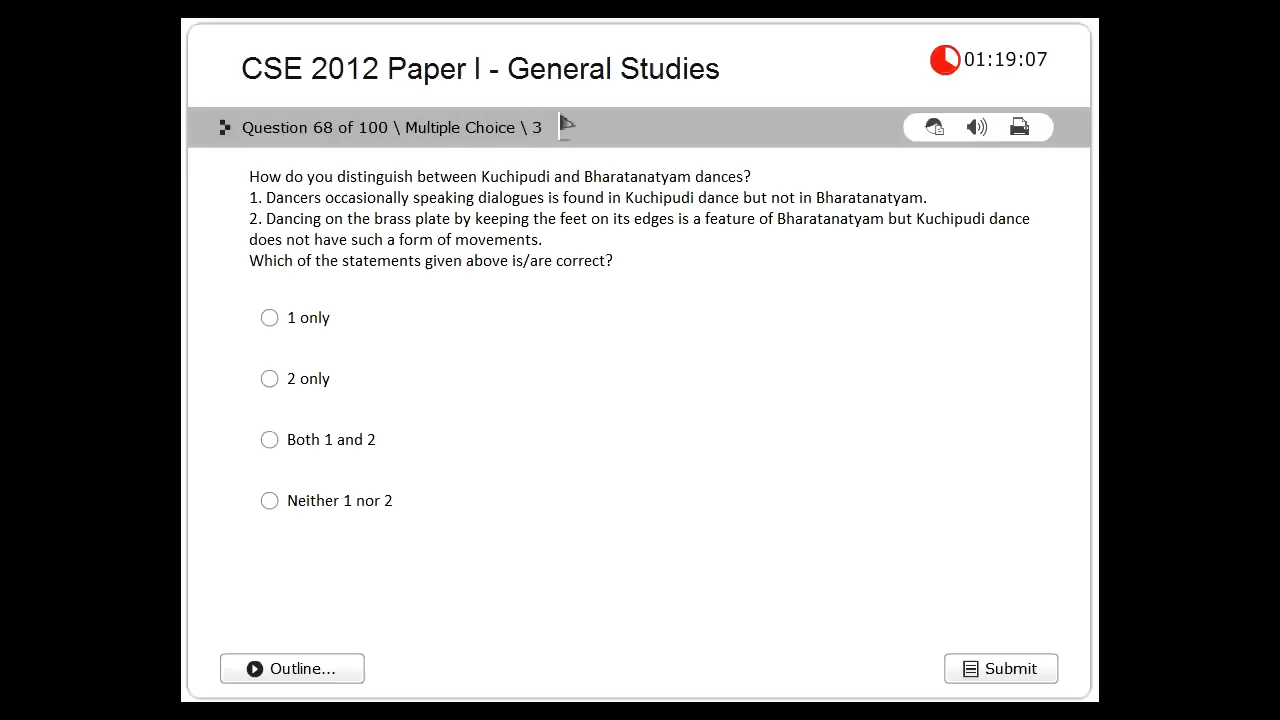 CSE 2012 Paper I - General Studies
01:19:07
Question 68 of 100 \ Multiple Choice \ 3
How do you distinguish between Kuchipudi and Bharatanatyam dances?
1. Dancers occasionally speaking dialogues is found in Kuchipudi dance but not in Bharatanatyam.
2. Dancing on the brass plate by keeping the feet on its edges is a feature of Bharatanatyam but Kuchipudi dance
does not have such a form of movements.
Which of the statements given above is/are correct?
1 only
2 only
Both 1 and 2
Neither 1 nor 2
Outline...
Submit